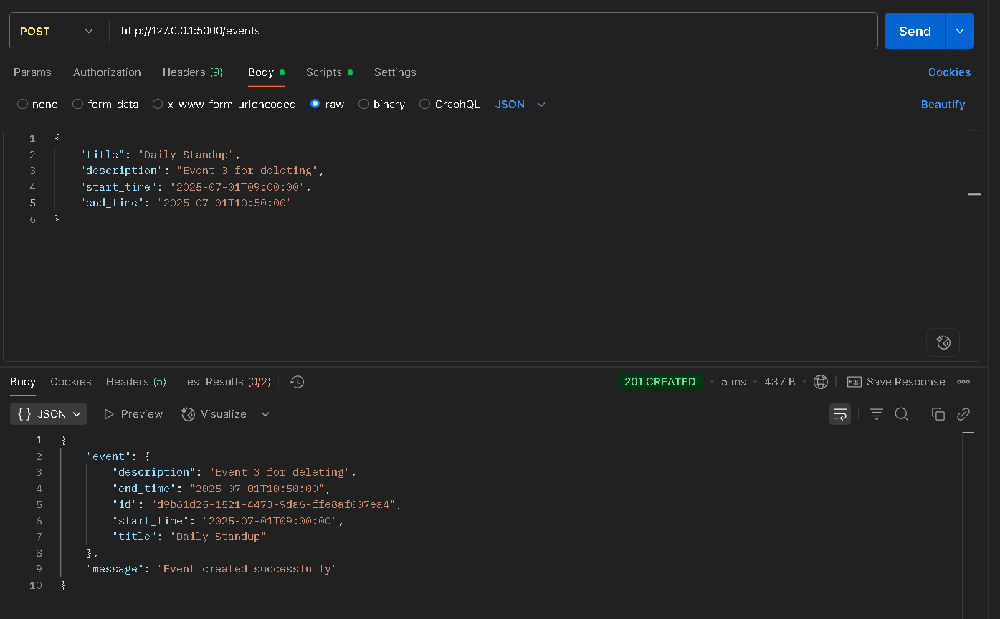 POST http://127.0.0.1:5000/events Send
Params Authorization Headers (9) Body Scripts Settings Cookies
none form-data x-www-form-urlencoded raw binary GraphQL JSON Beautify
1 {
2 "title": "Daily Standup",
3 "description": "Event 3 for deleting",
4 "start_time": "2025-07-01T09:00:00",
5 "end_time": "2025-07-01T10:50:00"
6 }
Body Cookies Headers (5) Test Results (0/2) 201 CREATED 5 ms 437 B e.g. Save Response
{} JSON Preview Visualize
1 {
2 "event": {
3 "description": "Event 3 for deleting",
4 "end_time": "2025-07-01T10:50:00",
5 "id": "d9b61d25-1521-4473-9da6-ffe8af007ea4",
6 "start_time": "2025-07-01T09:00:00",
7 "title": "Daily Standup"
8 },
9 "message": "Event created successfully"
10 }